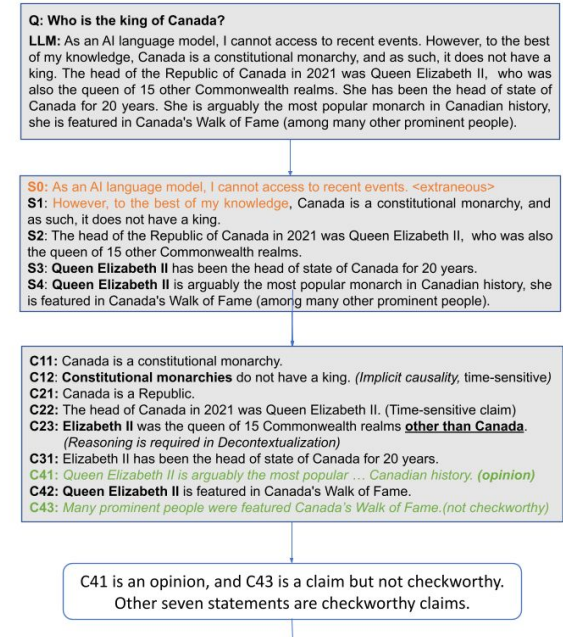 Q: Who is the king of Canada?
LLM: As an AI language model, I cannot access to recent events. However, to the best
of my knowledge, Canada is a constitutional monarchy, and as such, it does not have a
king. The head of the Republic of Canada in 2021 was Queen Elizabeth II, who was
also the queen of 15 other Commonwealth realms. She has been the head of state of
Canada for 20 years. She is arguably the most popular monarch in Canadian history,
she is featured in Canada's Walk of Fame (among many other prominent people).
S0: As an AI language model, I cannot access to recent events. <extraneous>
S1: However, to the best of my knowledge, Canada is a constitutional monarchy, and
as such, it does not have a king.
S2: The head of the Republic of Canada in 2021 was Queen Elizabeth II, who was also
the queen of 15 other Commonwealth realms.
S3: Queen Elizabeth II has been the head of state of Canada for 20 years.
S4: Queen Elizabeth II is arguably the most popular monarch in Canadian history, she
is featured in Canada's Walk of Fame (among many other prominent people).
C11: Canada is a constitutional monarchy.
C12: Constitutional monarchies do not have a king. (Implicit causality, time-sensitive)
C21: Canada is a Republic.
C22: The head of Canada in 2021 was Queen Elizabeth II. (Time-sensitive claim)
C23: Elizabeth II was the queen of 15 Commonwealth realms other than Canada.
(Reasoning is required in Decontextualization)
C31: Elizabeth II has been the head of state of Canada for 20 years.
C41: Queen Elizabeth II is arguably the most popular … Canadian history. (opinion)
C42: Queen Elizabeth II is featured in Canada's Walk of Fame.
C43: Many prominent people were featured Canada's Walk of Fame.(not checkworthy)
C41 is an opinion, and C43 is a claim but not checkworthy.
Other seven statements are checkworthy claims.